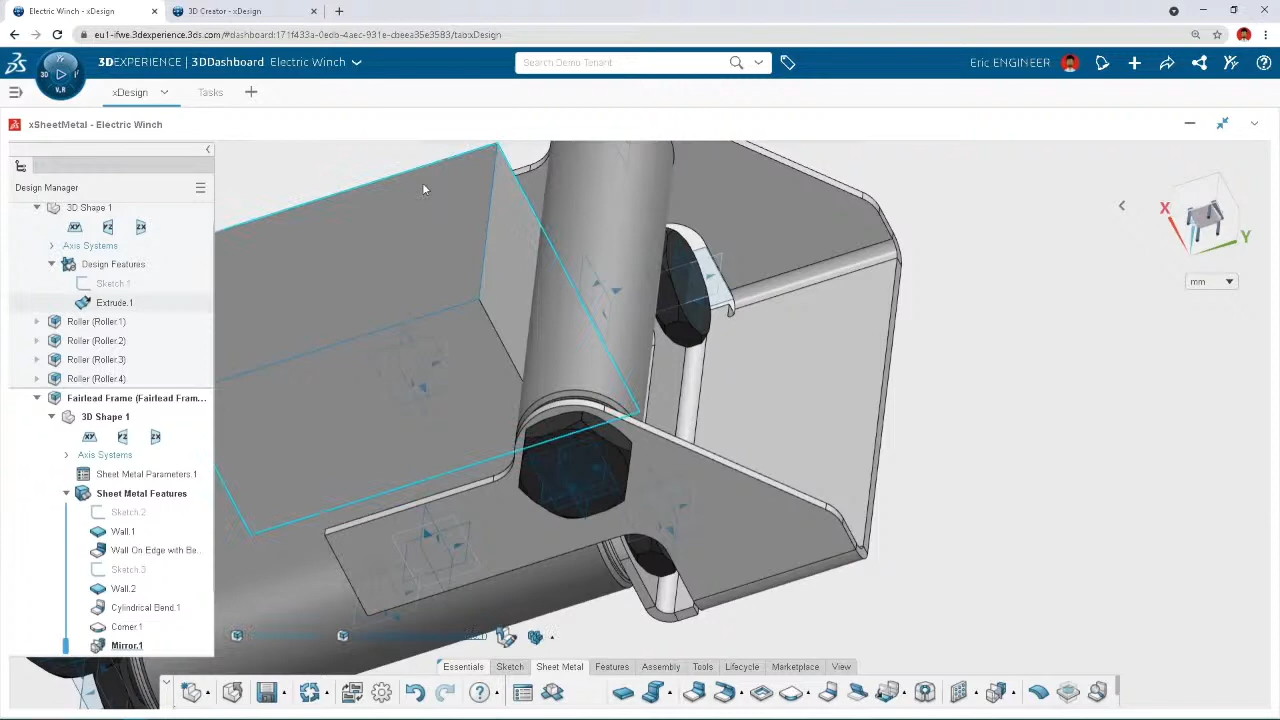 Electric Winch - xDesign
3D Creator - xDesign
eu1-ifwe.3dexperience.3ds.com/#dashboard:171f433a-0edb-4aec-931e-cbeea35e3583/tab:xDesign
3DEXPERIENCE | 3DDashboard Electric Winch
Search Demo Tenant
Eric ENGINEER
3D
V.R
xDesign
Tasks
xSheetMetal - Electric Winch
Design Manager
3D Shape 1
Axis Systems
Design Features
Sketch.1
Extrude.1
Roller (Roller.1)
Roller (Roller.2)
Roller (Roller.3)
Roller (Roller.4)
Fairlead Frame (Fairlead Fram...
3D Shape 1
Axis Systems
Sheet Metal Parameters.1
Sheet Metal Features
Sketch.2
Wall.1
Wall On Edge with Be..
Sketch.3
Wall.2
Cylindrical Bend.1
Corner.1
Mirror.1
X
Y
mm
Essentials
Sketch
Sheet Metal
Features
Assembly
Tools
Lifecycle
Marketplace
View